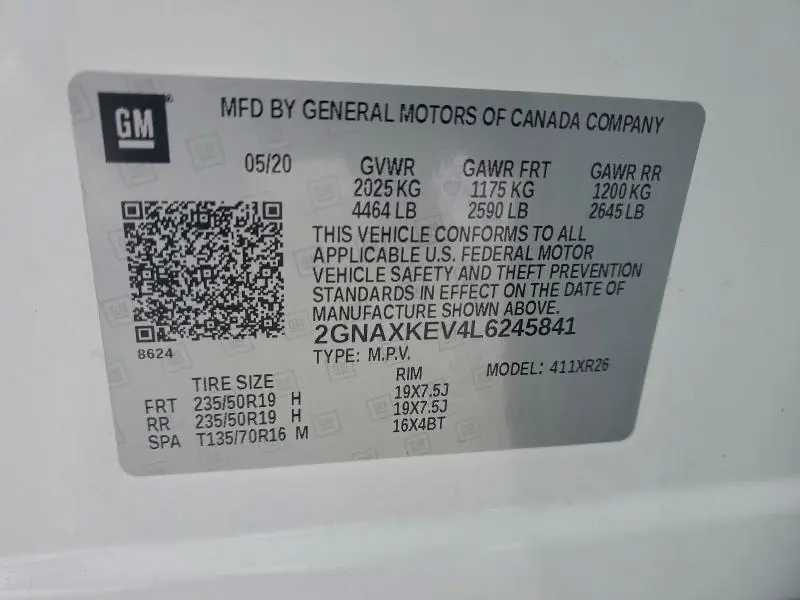 GM
MFD BY GENERAL MOTORS OF CANADA COMPANY
05/20 GVWR GAWR FRT GAWR RR
2025 KG 1175 KG 1200 KG
4464 LB 2590 LB 2645 LB
THIS VEHICLE CONFORMS TO ALL
APPLICABLE U.S. FEDERAL MOTOR
VEHICLE SAFETY AND THEFT PREVENTION
STANDARDS IN EFFECT ON THE DATE OF
MANUFACTURE SHOWN ABOVE.
2GNAXKEV4L6245841
8624
TYPE: M.P.V. MODEL: 411XR26
TIRE SIZE RIM
FRT 235/50R19 H 19X7.5J
RR 235/50R19 H 19X7.5J
SPA T135/70R16 M 16X4BT